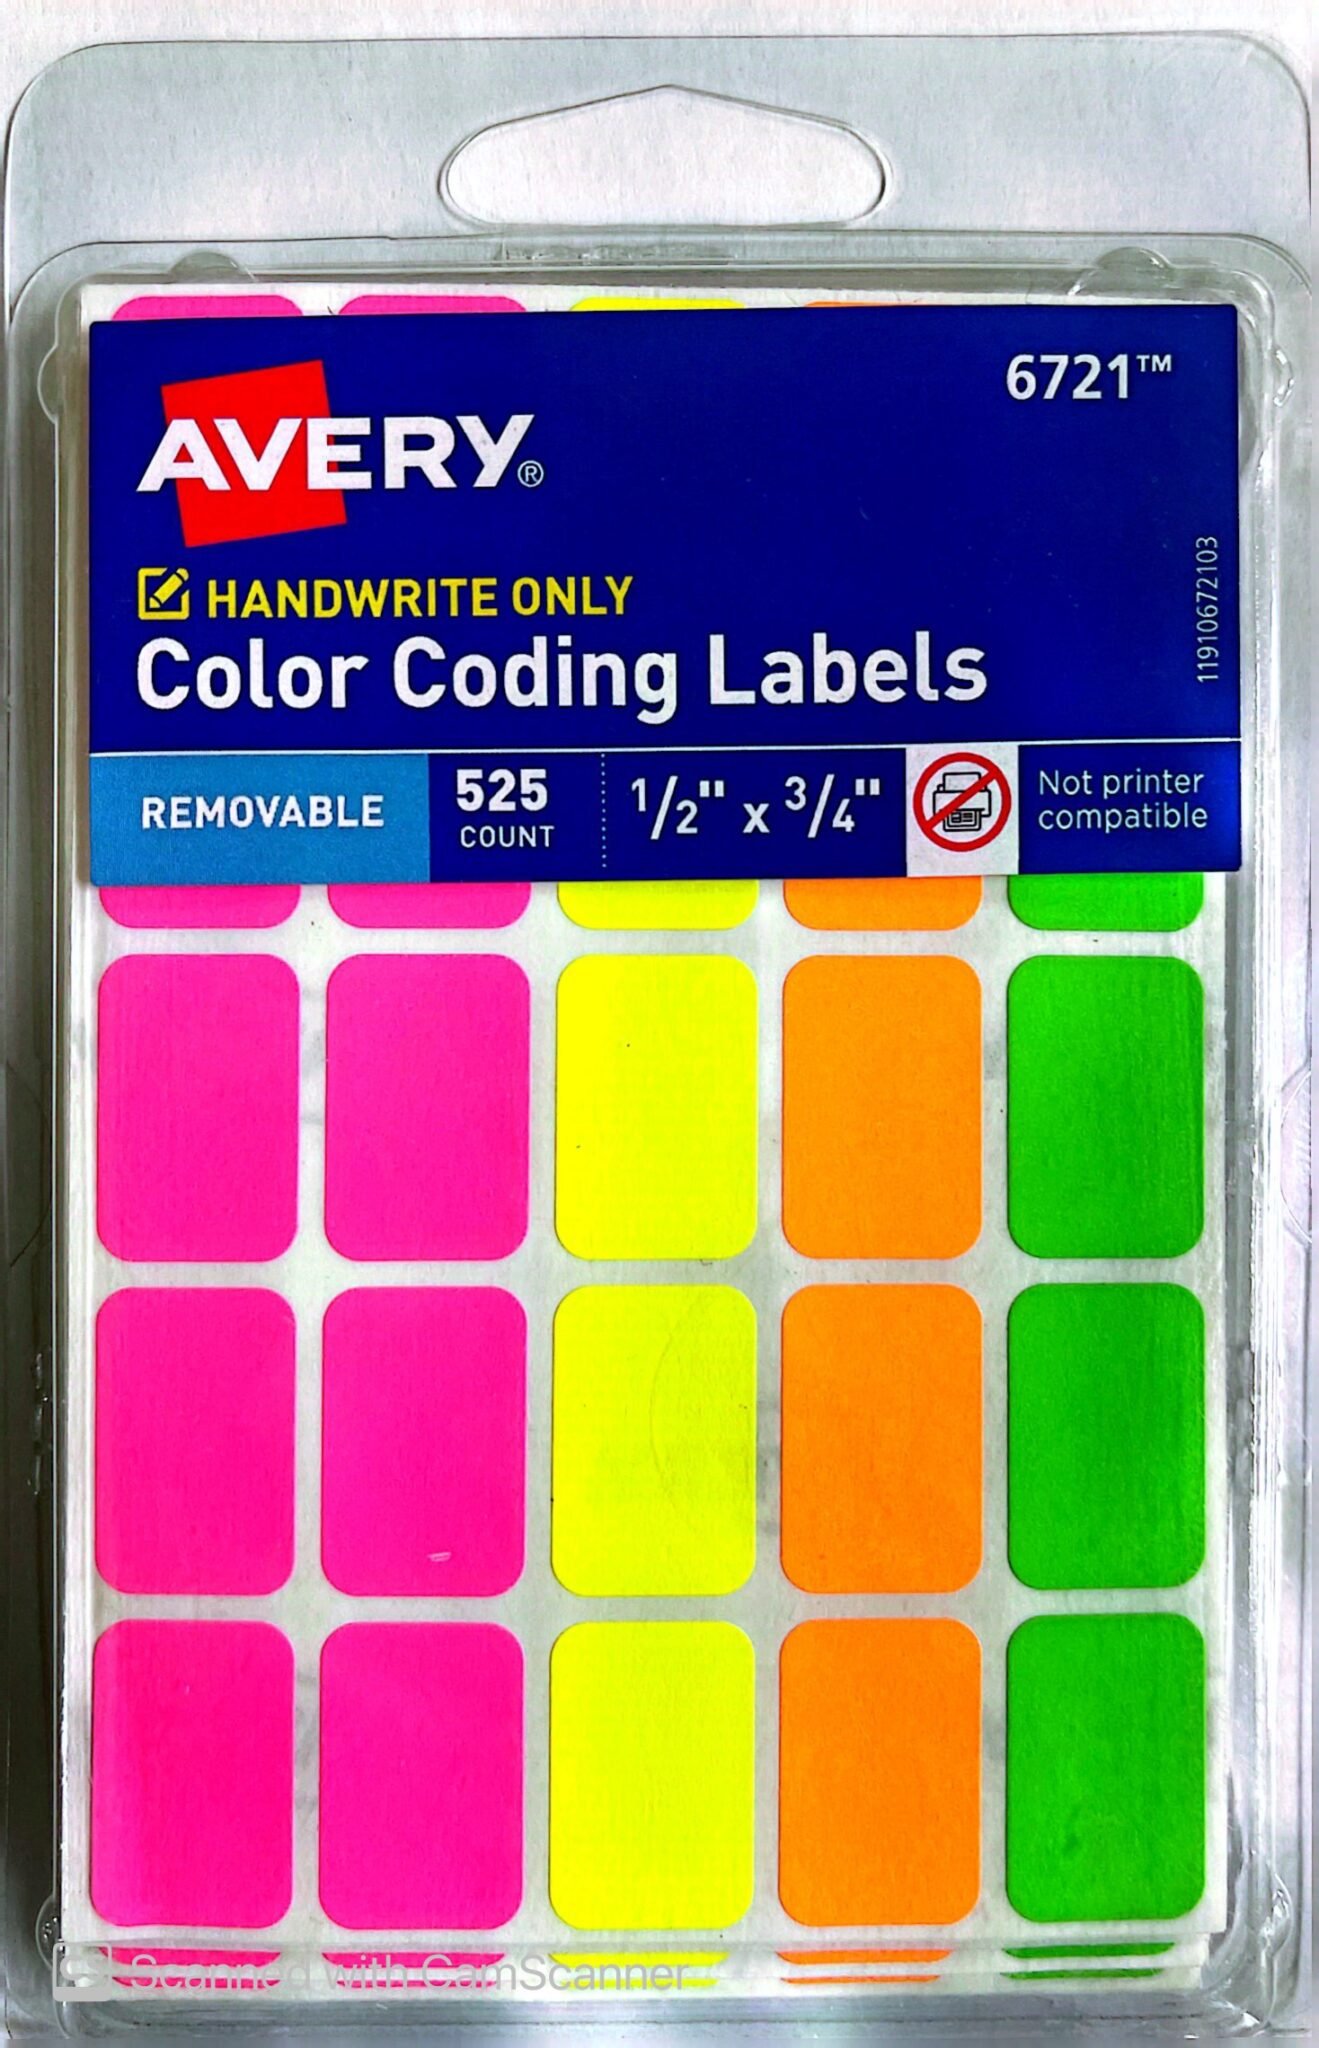 AVERY®
6721™
11910672103
HANDWRITE ONLY
Color Coding Labels
REMOVABLE
525
COUNT
1/2" x 3/4"
Not printer
compatible
CS Scanned with CamScanner